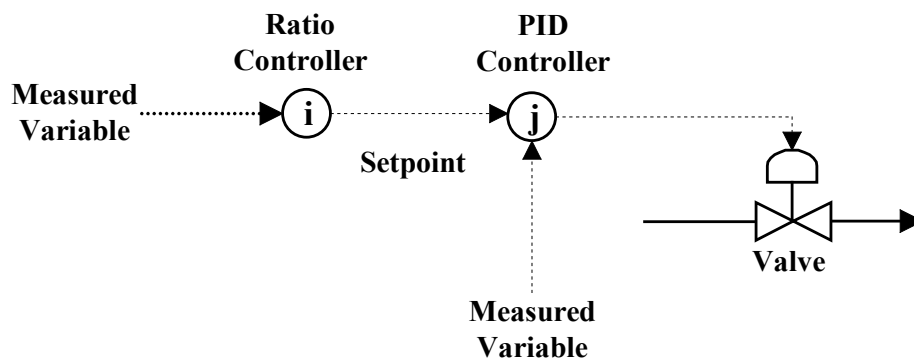 Ratio
Controller
PID
Controller
Measured
Variable
i
j
Setpoint
Valve
Measured
Variable